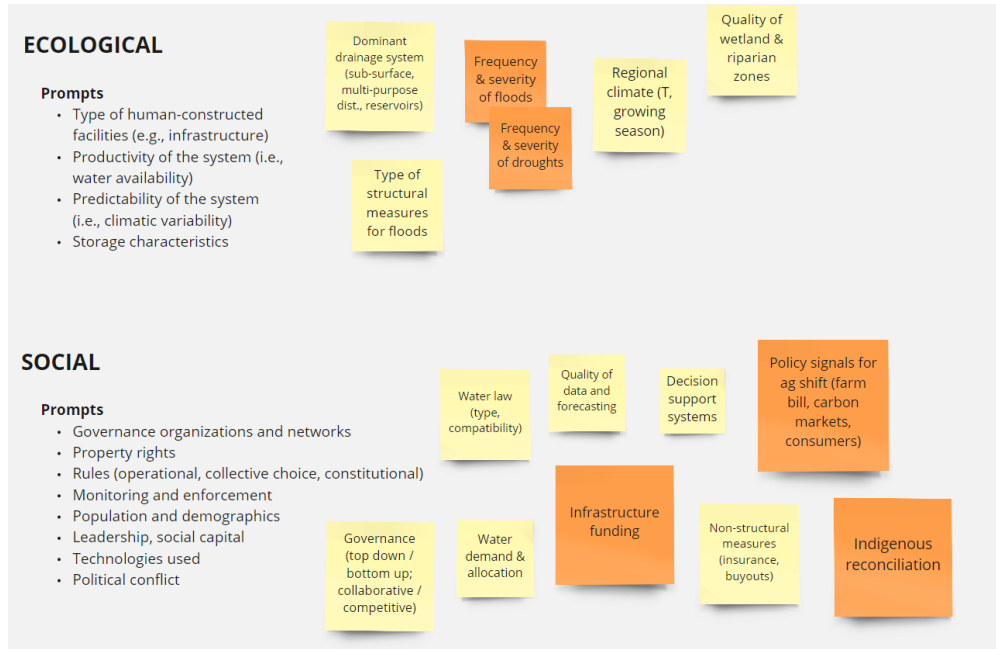 ECOLOGICAL
Prompts
• Type of human-constructed
facilities (e.g., infrastructure)
• Productivity of the system (i.e.,
water availability)
• Predictability of the system
(i.e., climatic variability)
• Storage characteristics
Dominant
drainage system
(sub-surface,
multi-purpose
dist., reservoirs)
Frequency
& severity
of floods
Frequency
& severity
of droughts
Regional
climate (T,
growing
season)
Quality of
wetland &
riparian
zones
Type of
structural
measures
for floods
SOCIAL
Prompts
• Governance organizations and networks
• Property rights
• Rules (operational, collective choice, constitutional)
• Monitoring and enforcement
• Population and demographics
• Leadership, social capital
• Technologies used
• Political conflict
Water law
(type,
compatibility)
Quality of
data and
forecasting
Decision
support
systems
Policy signals for
ag shift (farm
bill, carbon
markets,
consumers)
Governance
(top down /
bottom up;
collaborative /
competitive)
Water
demand &
allocation
Infrastructure
funding
Non-structural
measures
(insurance,
buyouts)
Indigenous
reconciliation